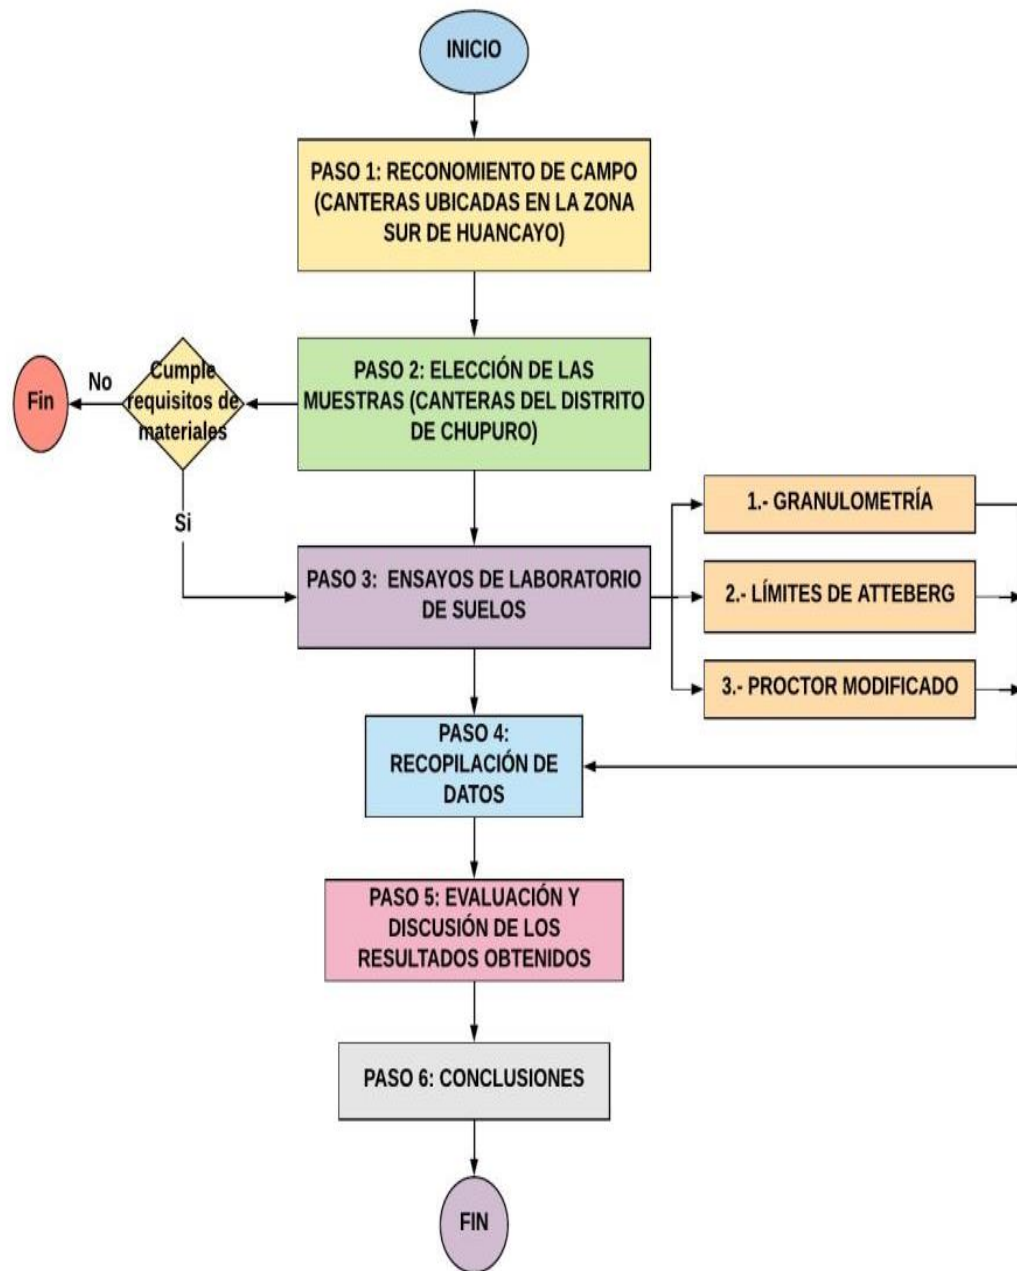 INICIO
PASO 1: RECONOMIENTO DE CAMPO
(CANTERAS UBICADAS EN LA ZONA
SUR DE HUANCAYO)
PASO 2: ELECCIÓN DE LAS
MUESTRAS (CANTERAS DEL DISTRITO
DE CHUPURO)
Cumple
requisitos de
materiales
No
Fin
Si
PASO 3: ENSAYOS DE LABORATORIO
DE SUELOS
1.- GRANULOMETRÍA
2.- LÍMITES DE ATTEBERG
3.- PROCTOR MODIFICADO
PASO 4:
RECOPILACIÓN DE
DATOS
PASO 5: EVALUACIÓN Y
DISCUSIÓN DE LOS
RESULTADOS OBTENIDOS
PASO 6: CONCLUSIONES
FIN